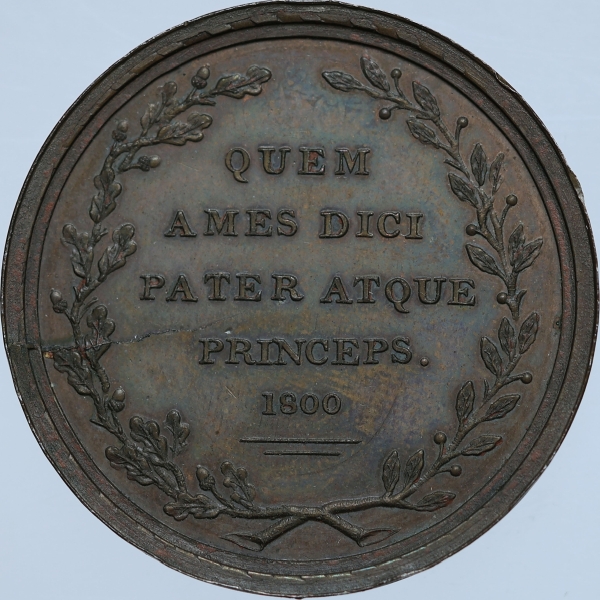 QUEM
AMES DICI
PATER ATQUE
PRINCEPS.
1800